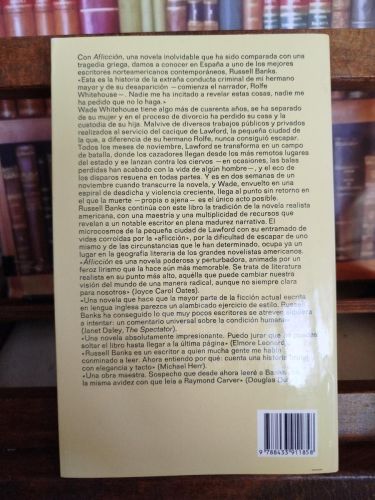 Con Aflicción, una novela inolvidable que ha sido comparada con una
tragedia griega, damos a conocer en España a uno de los mejores
escritores norteamericanos contemporáneos, Russell Banks.
«Esta es la historia de la extraña conducta criminal de mi hermano
mayor y de su desaparición —comienza el narrador, Rolfe
Whitehouse—. Nadie me ha incitado a revelar estas cosas, nadie me
ha pedido que no lo haga.»
Wade Whitehouse tiene algo más de cuarenta años, se ha separado
de su mujer y en el proceso de divorcio ha perdido su casa y la
custodia de su hija. Malvive de diversos trabajos públicos y privados
realizados al servicio del cacique de Lawford, la pequeña ciudad de
la que, a diferencia de su hermano Rolfe, nunca consiguió escapar.
Todos los meses de noviembre, Lawford se transforma en un campo
de batalla, donde los cazadores llegan desde los más remotos lugares
del estado y se lanzan contra los ciervos —en ocasiones, las balas
perdidas han acabado con la vida de algún hombre—, y el eco de
los disparos resuena en todas partes. Y es en dos semanas de un
noviembre cuando transcurre la novela, y Wade, envuelto en una
espiral de desdicha y violencia creciente, llega al punto sin retorno en
el que la muerte —propia o ajena— es el único acto posible.
Russell Banks continúa con este libro la tradición de la novela realista
americana, con una maestría y una multiplicidad de recursos que
revelan a un notable escritor en plena madurez narrativa. El
microcosmos de la pequeña ciudad de Lawford con su entramado de
vidas corroídas por la «aflicción», por la dificultad de escapar de uno
mismo y de las circunstancias que le han determinado, ocupa ya un
lugar en la geografía literaria de los grandes novelistas americanos.
«Aflicción es una novela poderosa y perturbadora, animada por un
feroz lirismo que la hace aún más memorable. Se trata de literatura
realista en su punto más alto, aquélla que puede cambiar nuestra
visión del mundo de una manera radical, aunque no siempre clara
para nosotros» (Joyce Carol Oates).
«Una novela que hace que la mayor parte de la ficción actual escrita
en lengua inglesa parezca un alambicado ejercicio de estilo. Russell
Banks ha conseguido lo que muy pocos escritores se atreven siquiera
a intentar: un comentario universal sobre la condición humana»
(Janet Daley, The Spectator).
«Una novela absolutamente impresionante. Puedo jurar que no puedes
soltar el libro hasta llegar a la última página» (Elmore Leonard).
«Russell Banks es un escritor a quien mucha gente me había
conminado a leer. Ahora entiendo por qué: cuenta una historia
con elegancia y tacto» (Michael Herr).
«Una obra maestra. Sospecho que desde ahora leeré a Banks
la misma avidez con que leía a Raymond Carver» (Douglas
9 788433 911858